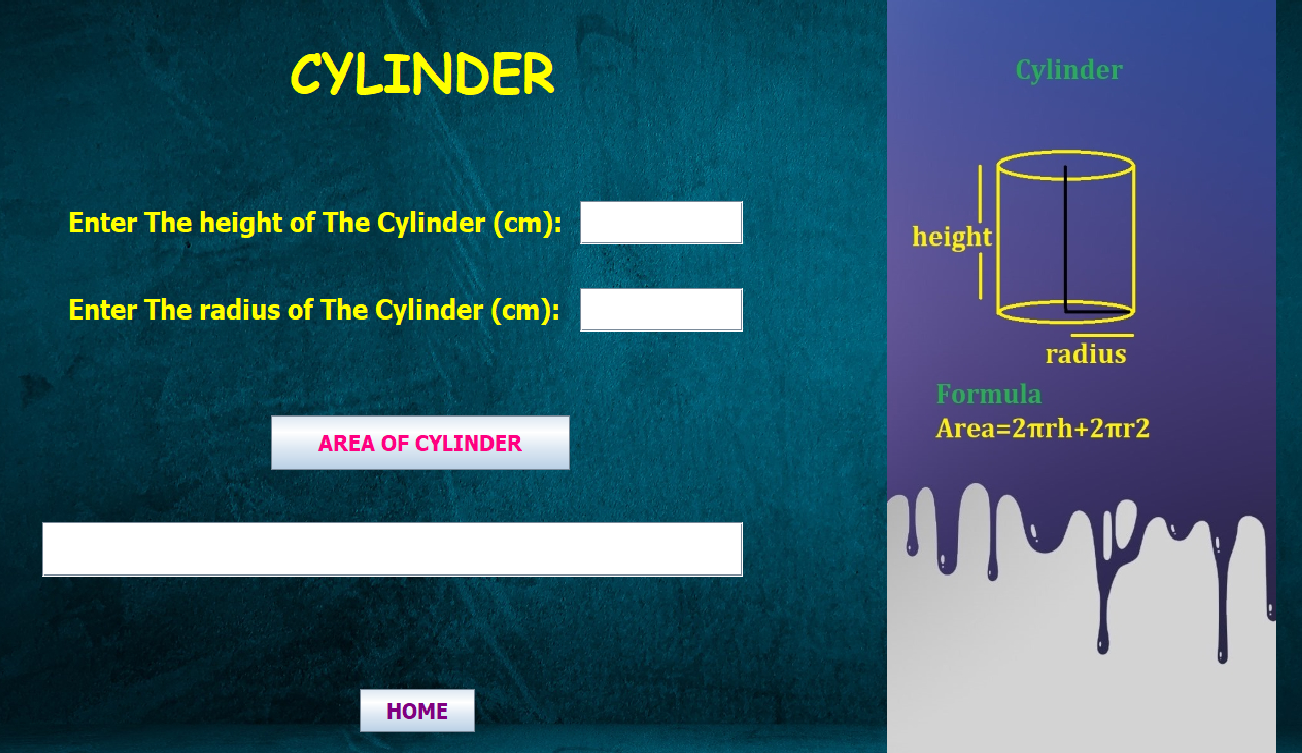 CYLINDER
Enter The height of The Cylinder (cm):
Enter The radius of The Cylinder (cm):
AREA OF CYLINDER
HOME
Cylinder
height
radius
Formula
Area=2πrh+2πr2